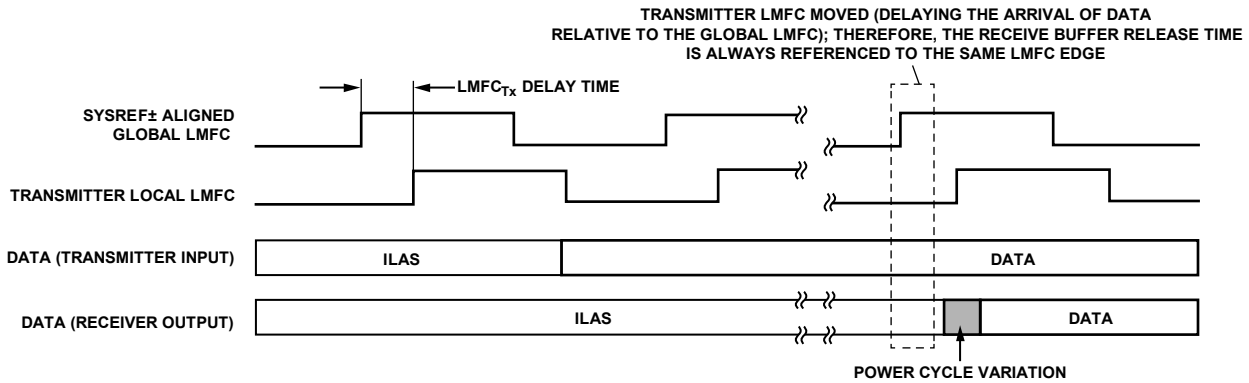 TRANSMITTER LMFC MOVED (DELAYING THE ARRIVAL OF DATA
RELATIVE TO THE GLOBAL LMFC); THEREFORE, THE RECEIVE BUFFER RELEASE TIME
IS ALWAYS REFERENCED TO THE SAME LMFC EDGE
LMFCTx DELAY TIME
SYSREF± ALIGNED
GLOBAL LMFC
TRANSMITTER LOCAL LMFC
DATA (TRANSMITTER INPUT)
ILAS
DATA
DATA (RECEIVER OUTPUT)
ILAS
DATA
POWER CYCLE VARIATION